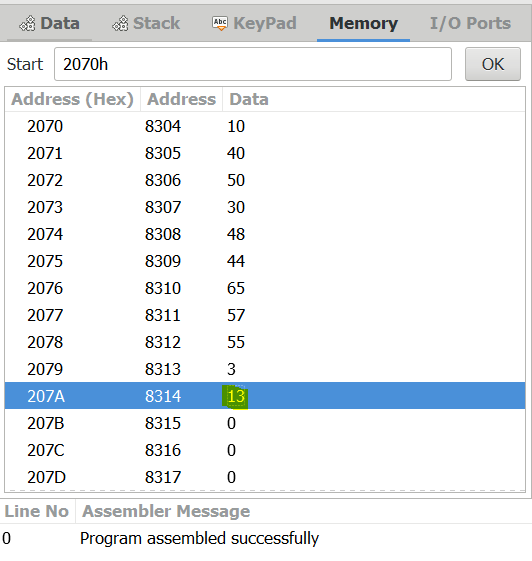 Data Stack Abc KeyPad Memory I/O Ports
Start 2070h OK
Address (Hex) Address Data
2070 8304 10
2071 8305 40
2072 8306 50
2073 8307 30
2074 8308 48
2075 8309 44
2076 8310 65
2077 8311 57
2078 8312 55
2079 8313 3
207A 8314 13
207B 8315 0
207C 8316 0
207D 8317 0
Line No Assembler Message
0 Program assembled successfully